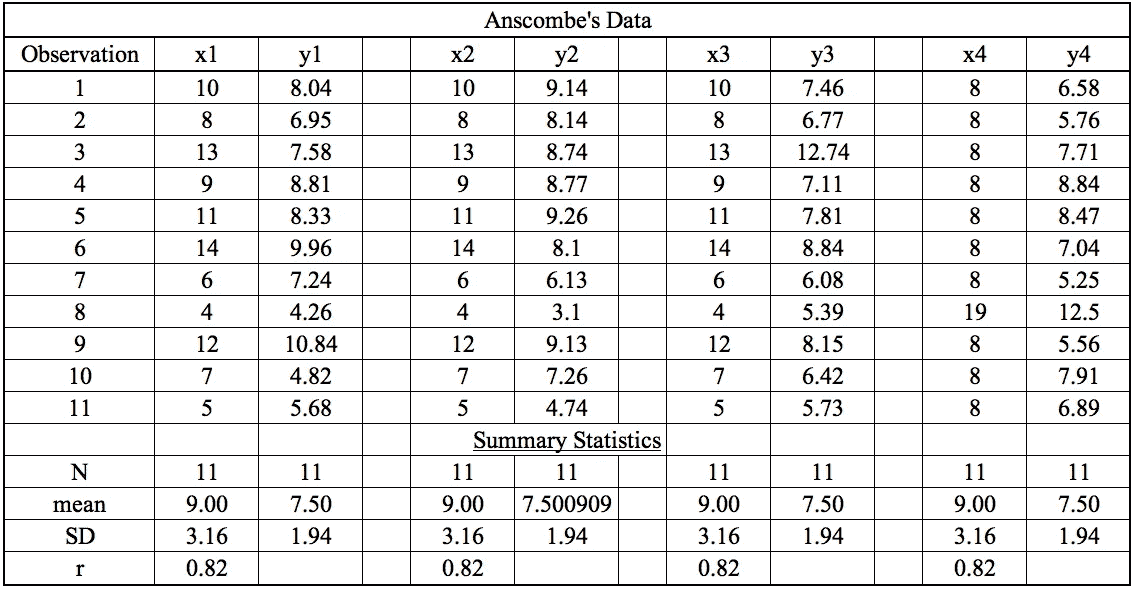 Anscombe's Data
Observation x1 y1 x2 y2 x3 y3 x4 y4
1 10 8.04 10 9.14 10 7.46 8 6.58
2 8 6.95 8 8.14 8 6.77 8 5.76
3 13 7.58 13 8.74 13 12.74 8 7.71
4 9 8.81 9 8.77 9 7.11 8 8.84
5 11 8.33 11 9.26 11 7.81 8 8.47
6 14 9.96 14 8.1 14 8.84 8 7.04
7 6 7.24 6 6.13 6 6.08 8 5.25
8 4 4.26 4 3.1 4 5.39 19 12.5
9 12 10.84 12 9.13 12 8.15 8 5.56
10 7 4.82 7 7.26 7 6.42 8 7.91
11 5 5.68 5 4.74 5 5.73 8 6.89
Summary Statistics
N 11 11 11 11 11 11 11 11
mean 9.00 7.50 9.00 7.500909 9.00 7.50 9.00 7.50
SD 3.16 1.94 3.16 1.94 3.16 1.94 3.16 1.94
r 0.82 0.82 0.82 0.82